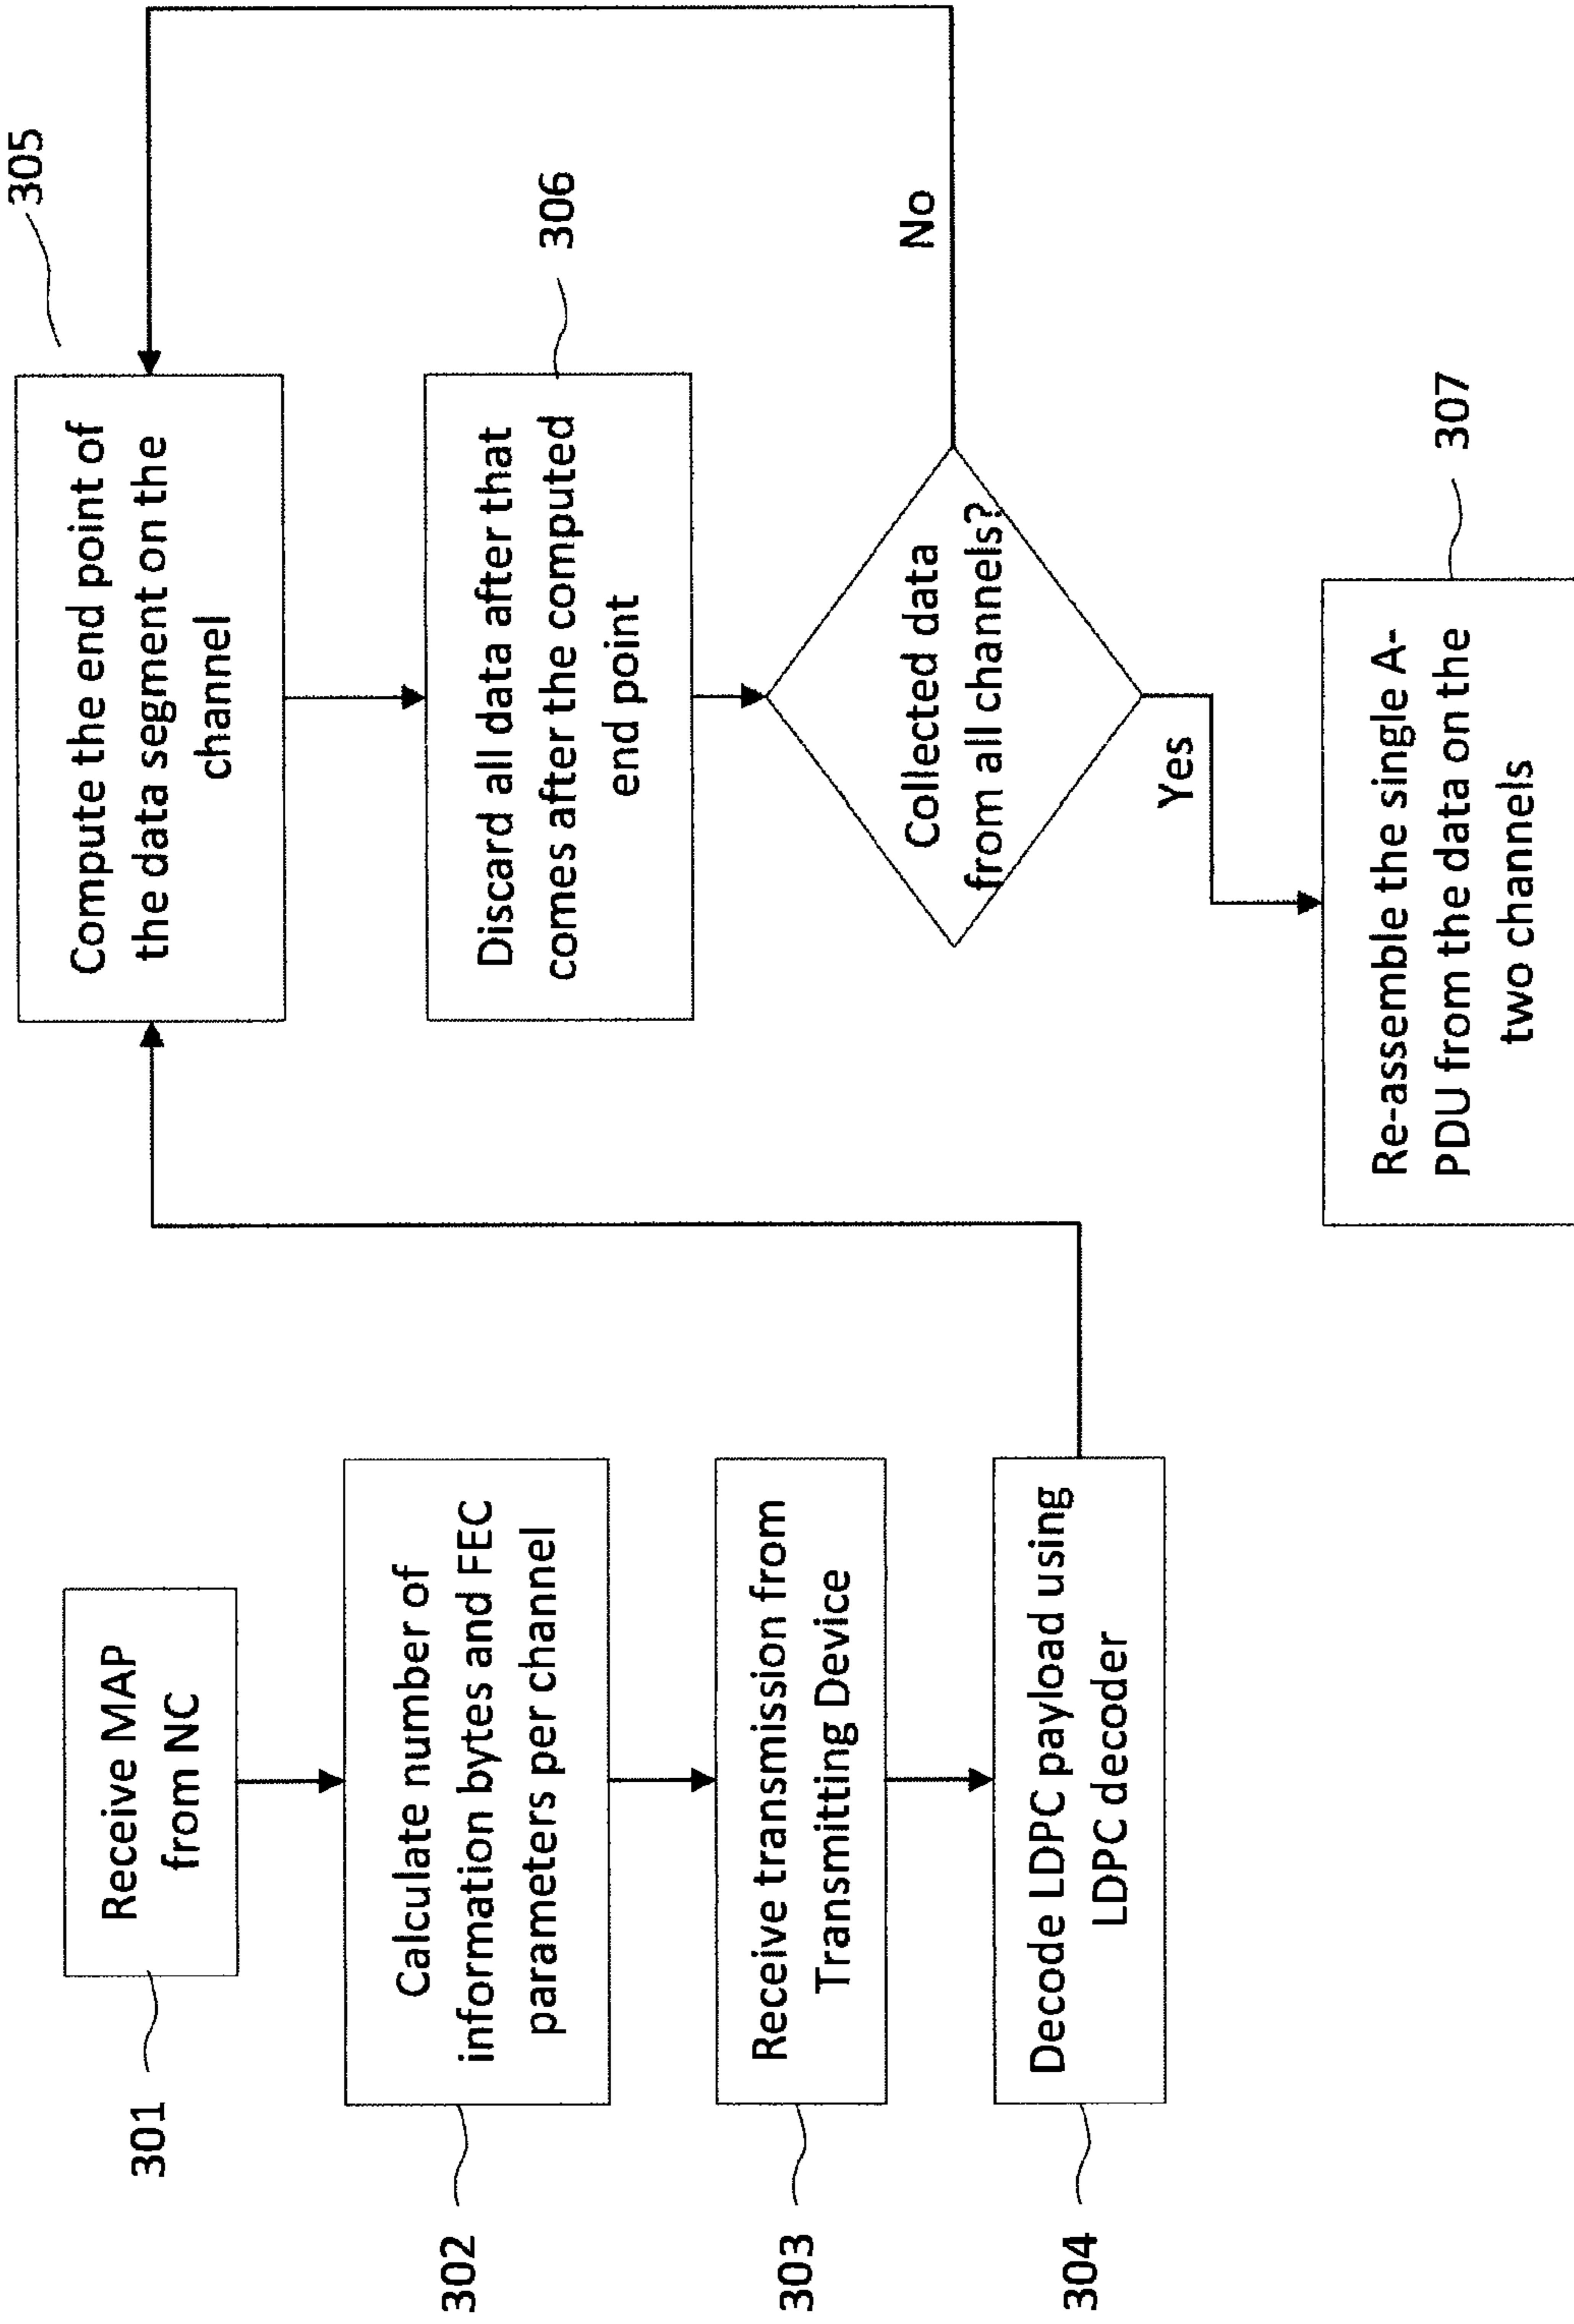 301
Receive MAP
from NC
302
Calculate number of
information bytes and FEC
parameters per channel
303
Receive transmission from
Transmitting Device
304
Decode LDPC payload using
LDPC decoder
305
Compute the end point of
the data segment on the
channel
306
Discard all data after that
comes after the computed
end point
Collected data
from all channels?
No
Yes
307
Re-assemble the single A-
PDU from the data on the
two channels